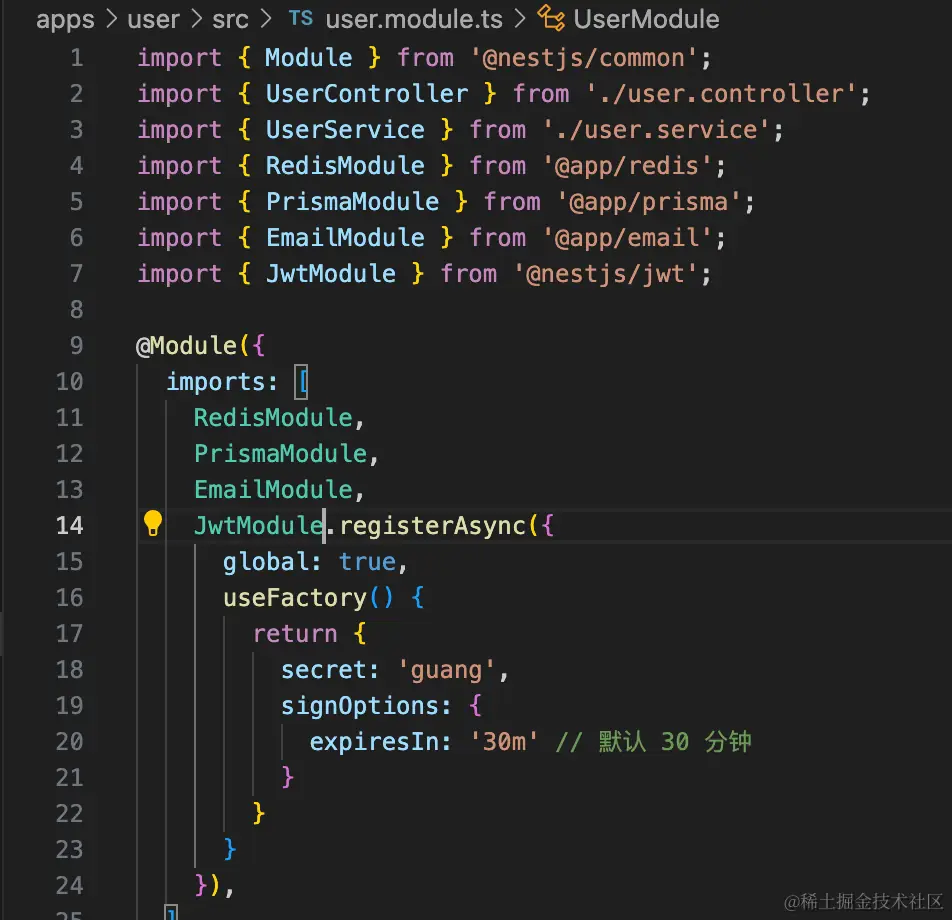 apps > user > src > TS user.module.ts > UserModule
1 import { Module } from '@nestjs/common';
2 import { UserController } from './user.controller';
3 import { UserService } from './user.service';
4 import { RedisModule } from '@app/redis';
5 import { PrismaModule } from '@app/prisma';
6 import { EmailModule } from '@app/email';
7 import { JwtModule } from '@nestjs/jwt';
8
9 @Module({
10   imports: [
11     RedisModule,
12     PrismaModule,
13     EmailModule,
14     JwtModule.registerAsync({
15       global: true,
16       useFactory() {
17         return {
18           secret: 'guang',
19           signOptions: {
20             expiresIn: '30m' // 默认 30 分钟
21           }
22         }
23       }
24     }),
25   ]
@稀土掘金技术社区